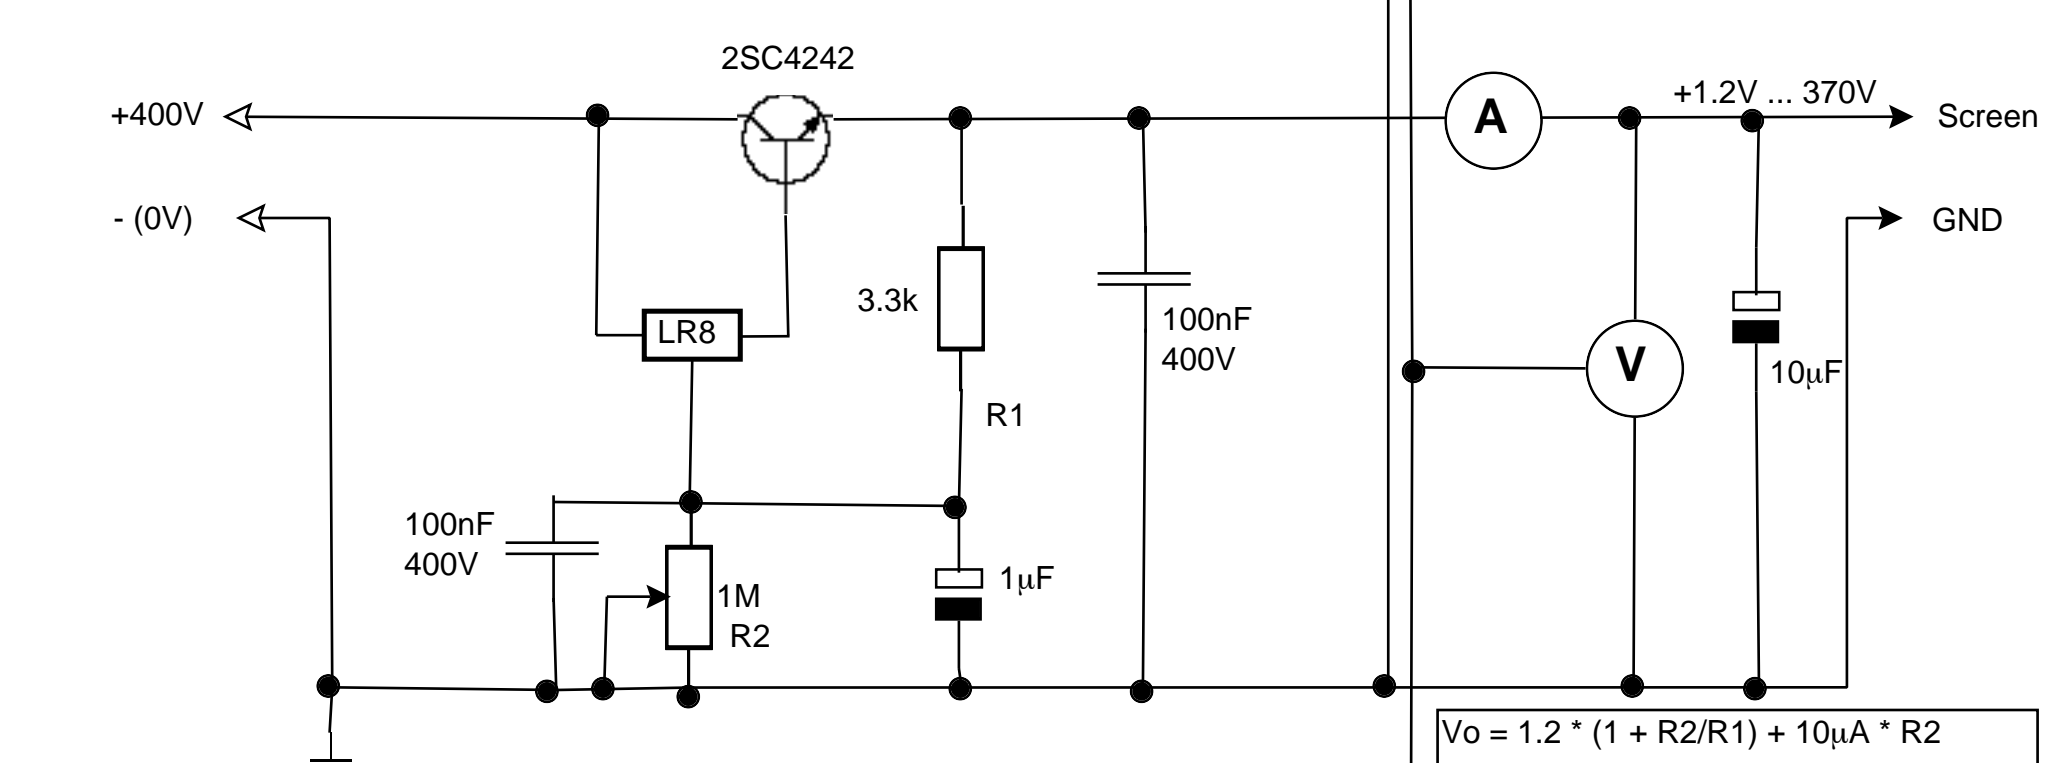 2SC4242
+400V
+1.2V ... 370V
A
Screen
- (0V)
GND
3.3k
100nF
400V
LR8
V
10μF
R1
100nF
400V
1M
R2
1μF
Vo = 1.2 * (1 + R2/R1) + 10μA * R2